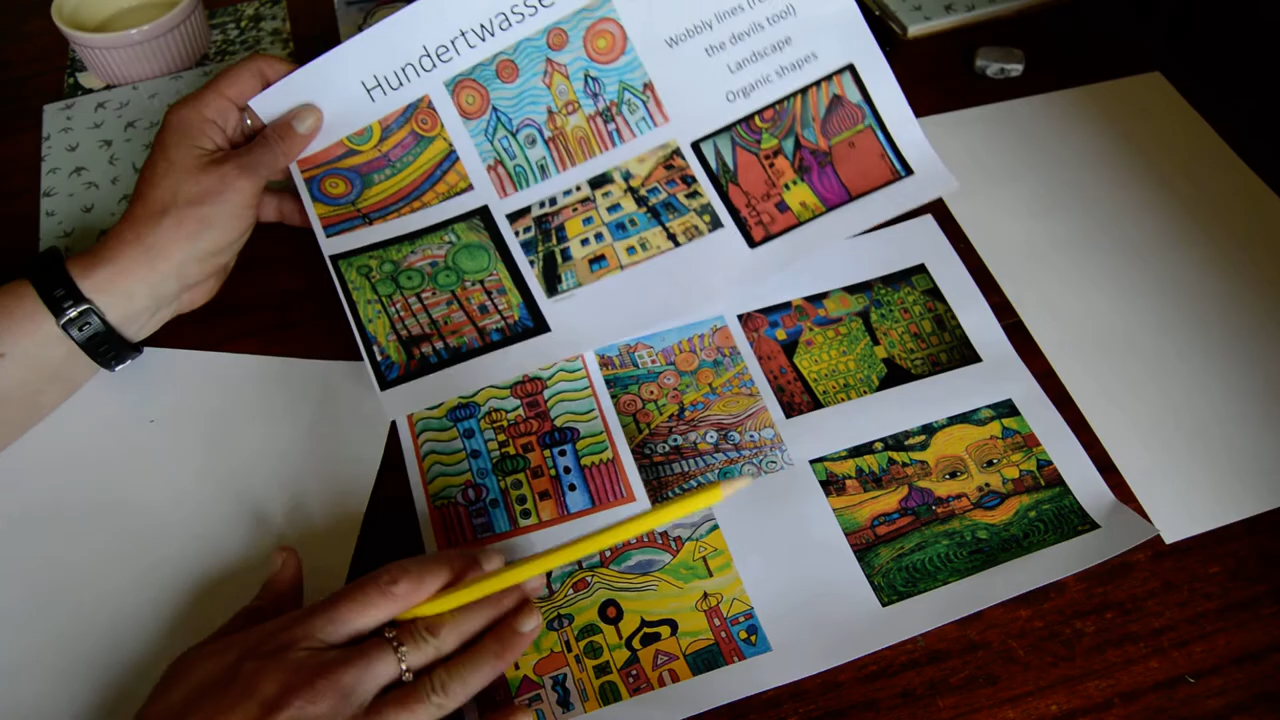 Hundertwasse
Wobbly lines
the devils tool)
Landscape
Organic shapes